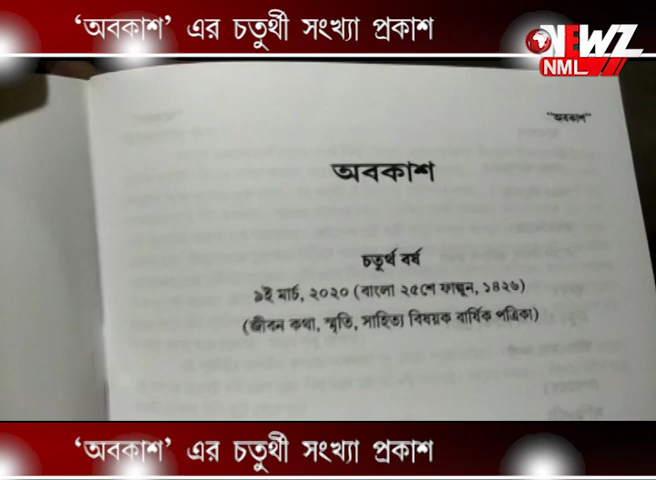 ‘অবকাশ’ এর চতুর্থী সংখ্যা প্রকাশ
NEWZ
NML
"অবকাশ"
অবকাশ
চতুর্থ বর্ষ
৯ই মার্চ, ২০২০ (বাংলা ২৫শে ফাল্গুন, ১৪২৬)
(জীবন কথা, স্মৃতি, সাহিত্য বিষয়ক বার্ষিক পত্রিকা)
‘অবকাশ’ এর চতুর্থী সংখ্যা প্রকাশ